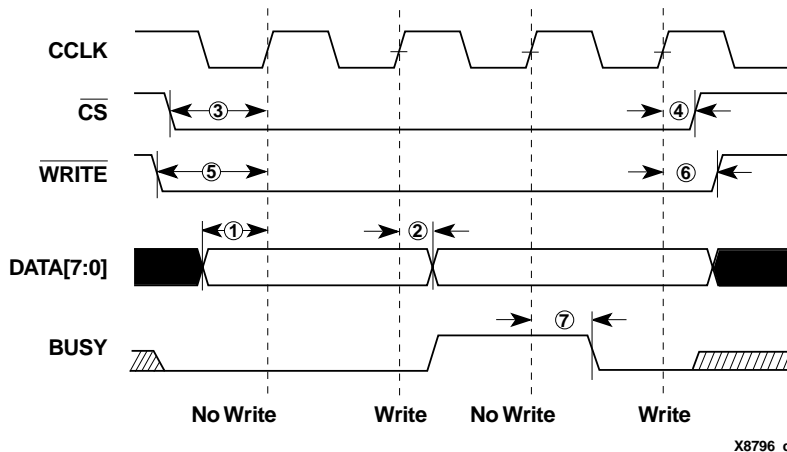 CCLK
CS
③ ④
WRITE
⑤ ⑥
① ②
DATA[7:0]
⑦
BUSY
No Write Write No Write Write
X8796